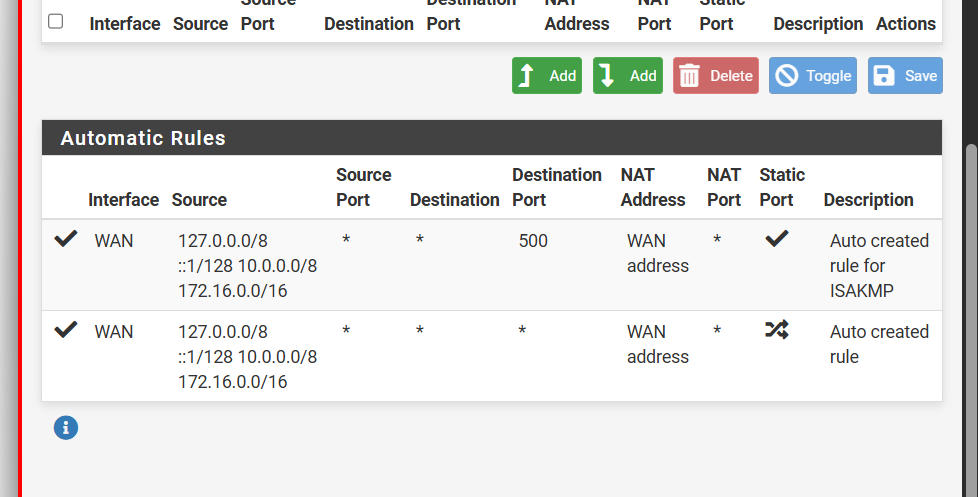 Source Destination NAT NAT Static
Interface Source Port Destination Port Address Port Port Description Actions
Add Add Delete Toggle Save
Automatic Rules
Source Destination NAT NAT Static
Interface Source Port Destination Port Address Port Port Description
WAN 127.0.0.0/8 * * 500 WAN * Auto created
::1/128 10.0.0.0/8 address rule for
172.16.0.0/16 ISAKMP
WAN 127.0.0.0/8 * * * WAN * Auto created
::1/128 10.0.0.0/8 address rule
172.16.0.0/16